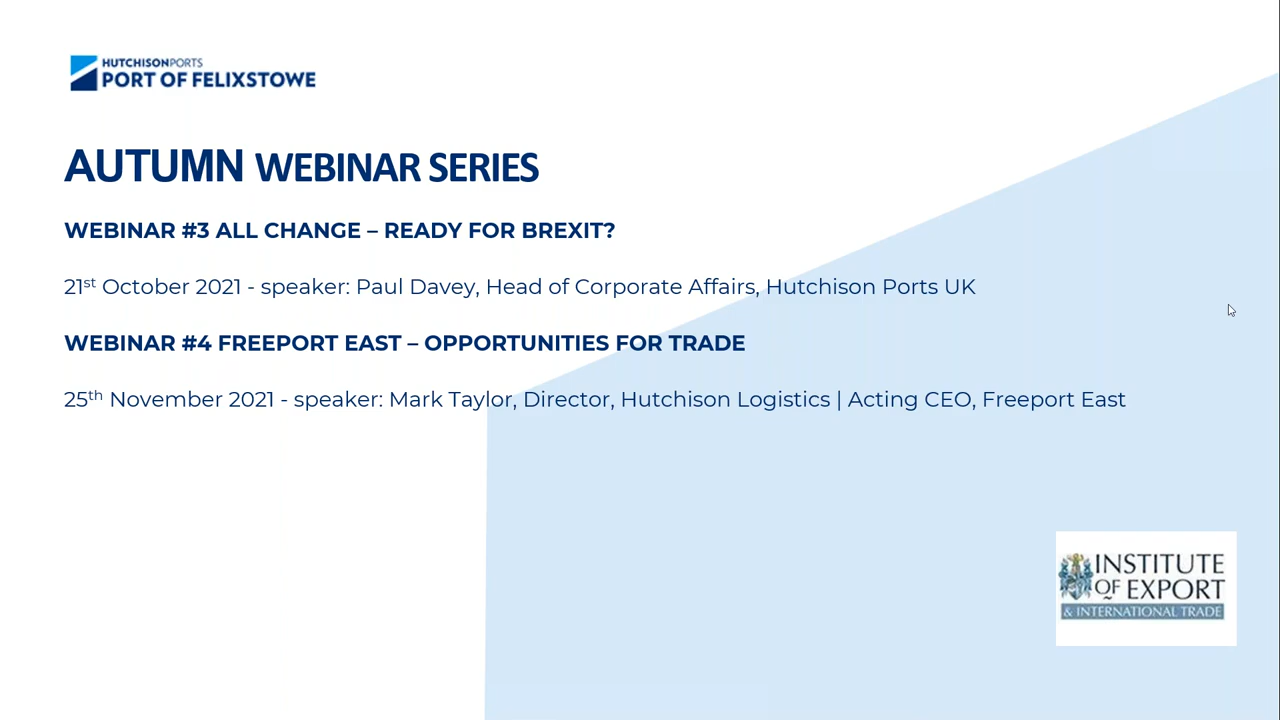 HUTCHISONPORTS
PORT OF FELIXSTOWE
AUTUMN WEBINAR SERIES
WEBINAR #3 ALL CHANGE – READY FOR BREXIT?
21st October 2021 - speaker: Paul Davey, Head of Corporate Affairs, Hutchison Ports UK
WEBINAR #4 FREEPORT EAST – OPPORTUNITIES FOR TRADE
25th November 2021 - speaker: Mark Taylor, Director, Hutchison Logistics | Acting CEO, Freeport East
INSTITUTE
OF EXPORT
& INTERNATIONAL TRADE